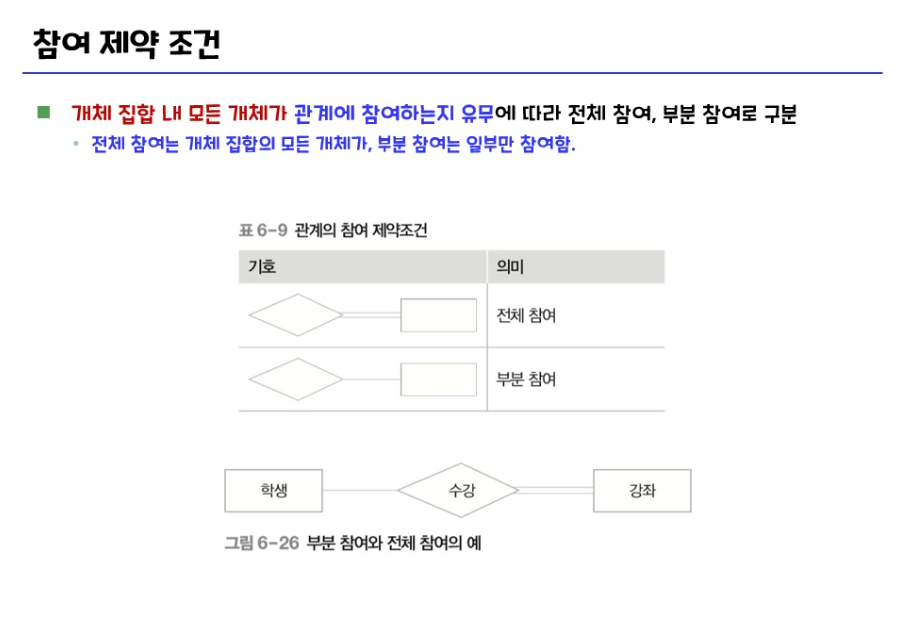 참여 제약 조건
개체 집합 내 모든 개체가 관계에 참여하는지 유무에 따라 전체 참여, 부분 참여로 구분
전체 참여는 개체 집합의 모든 개체가, 부분 참여는 일부만 참여함.
표 6-9 관계의 참여 제약조건
기호 의미
전체 참여
부분 참여
학생 수강 강좌
그림 6-26 부분 참여와 전체 참여의 예